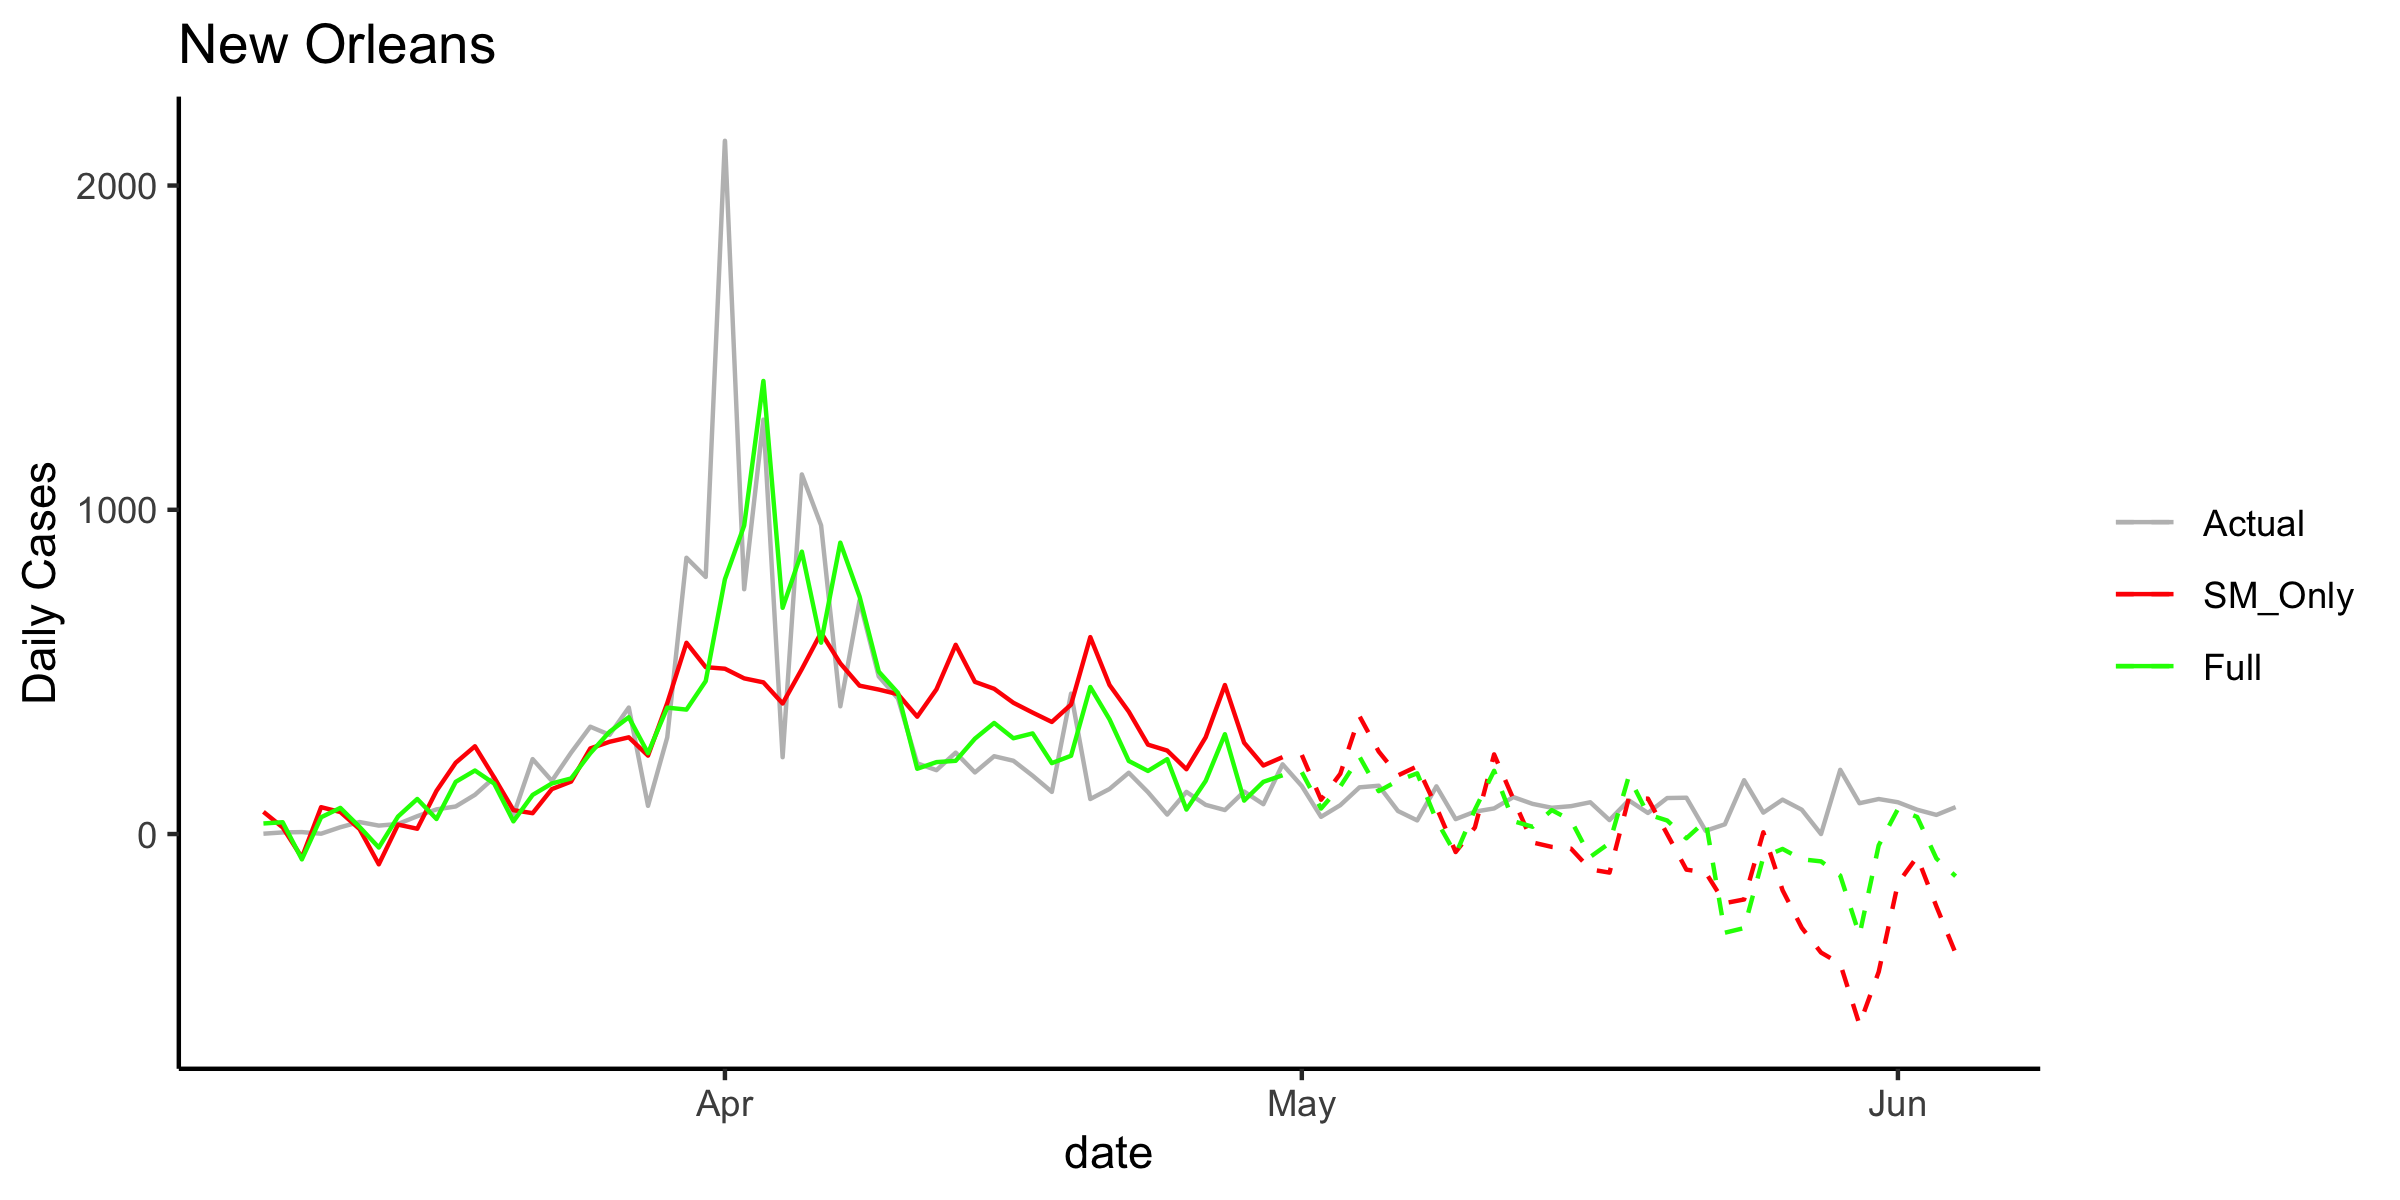 New Orleans
Daily Cases
2000
1000
0
Apr
May
Jun
date
Actual
SM_Only
Full